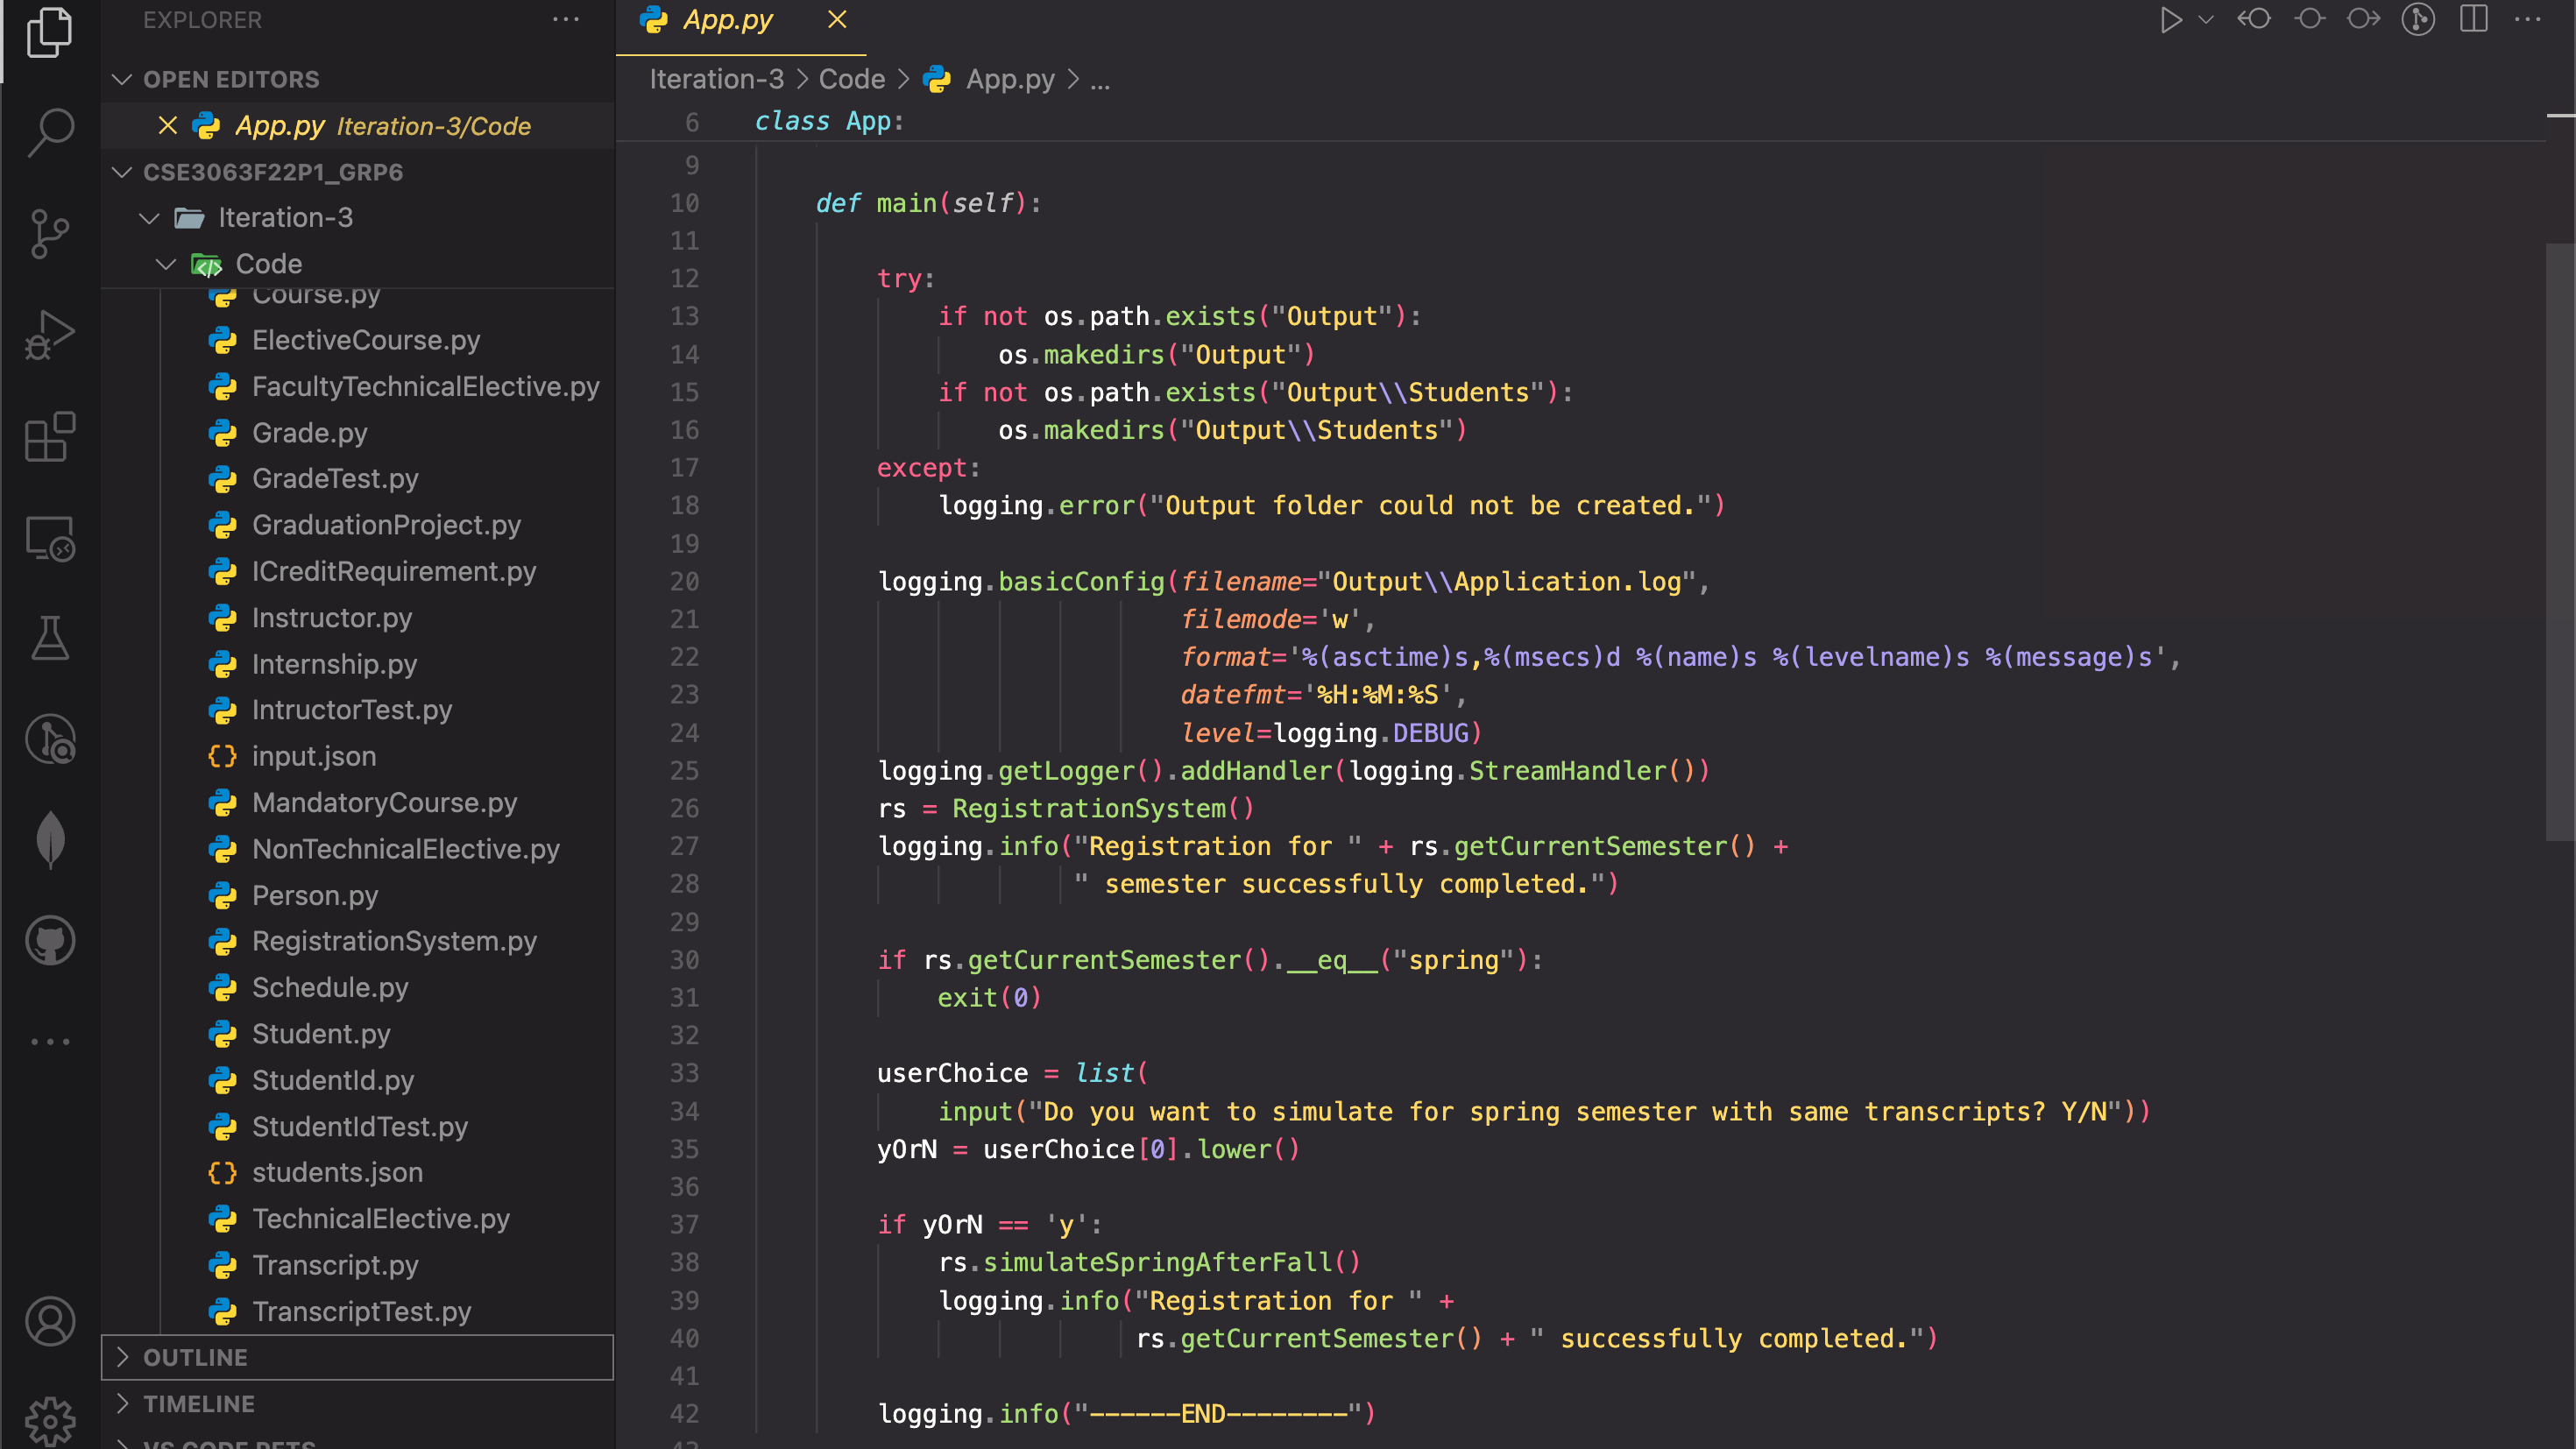 EXPLORER
OPEN EDITORS
App.py Iteration-3/Code
CSE3063F22P1_GRP6
Iteration-3
Code
Course.py
ElectiveCourse.py
FacultyTechnicalElective.py
Grade.py
GradeTest.py
GraduationProject.py
ICreditRequirement.py
Instructor.py
Internship.py
IntructorTest.py
input.json
MandatoryCourse.py
NonTechnicalElective.py
Person.py
RegistrationSystem.py
Schedule.py
Student.py
StudentId.py
StudentIdTest.py
students.json
TechnicalElective.py
Transcript.py
TranscriptTest.py
OUTLINE
TIMELINE
VS CODE PETS
App.py
Iteration-3 > Code > App.py > ...
6 class App:
9
10 def main(self):
11
12 try:
13 if not os.path.exists("Output"):
14 os.makedirs("Output")
15 if not os.path.exists("Output\\Students"):
16 os.makedirs("Output\\Students")
17 except:
18 logging.error("Output folder could not be created.")
19
20 logging.basicConfig(filename="Output\\Application.log",
21 filemode='w',
22 format='%(asctime)s,%(msecs)d %(name)s %(levelname)s %(message)s',
23 datefmt='%H:%M:%S',
24 level=logging.DEBUG)
25 logging.getLogger().addHandler(logging.StreamHandler())
26 rs = RegistrationSystem()
27 logging.info("Registration for " + rs.getCurrentSemester() +
28 " semester successfully completed.")
29
30 if rs.getCurrentSemester().__eq__("spring"):
31 exit(0)
32
33 userChoice = list(
34 input("Do you want to simulate for spring semester with same transcripts? Y/N"))
35 yOrN = userChoice[0].lower()
36
37 if yOrN == 'y':
38 rs.simulateSpringAfterFall()
39 logging.info("Registration for " +
40 rs.getCurrentSemester() + " successfully completed.")
41
42 logging.info("------END--------")
43